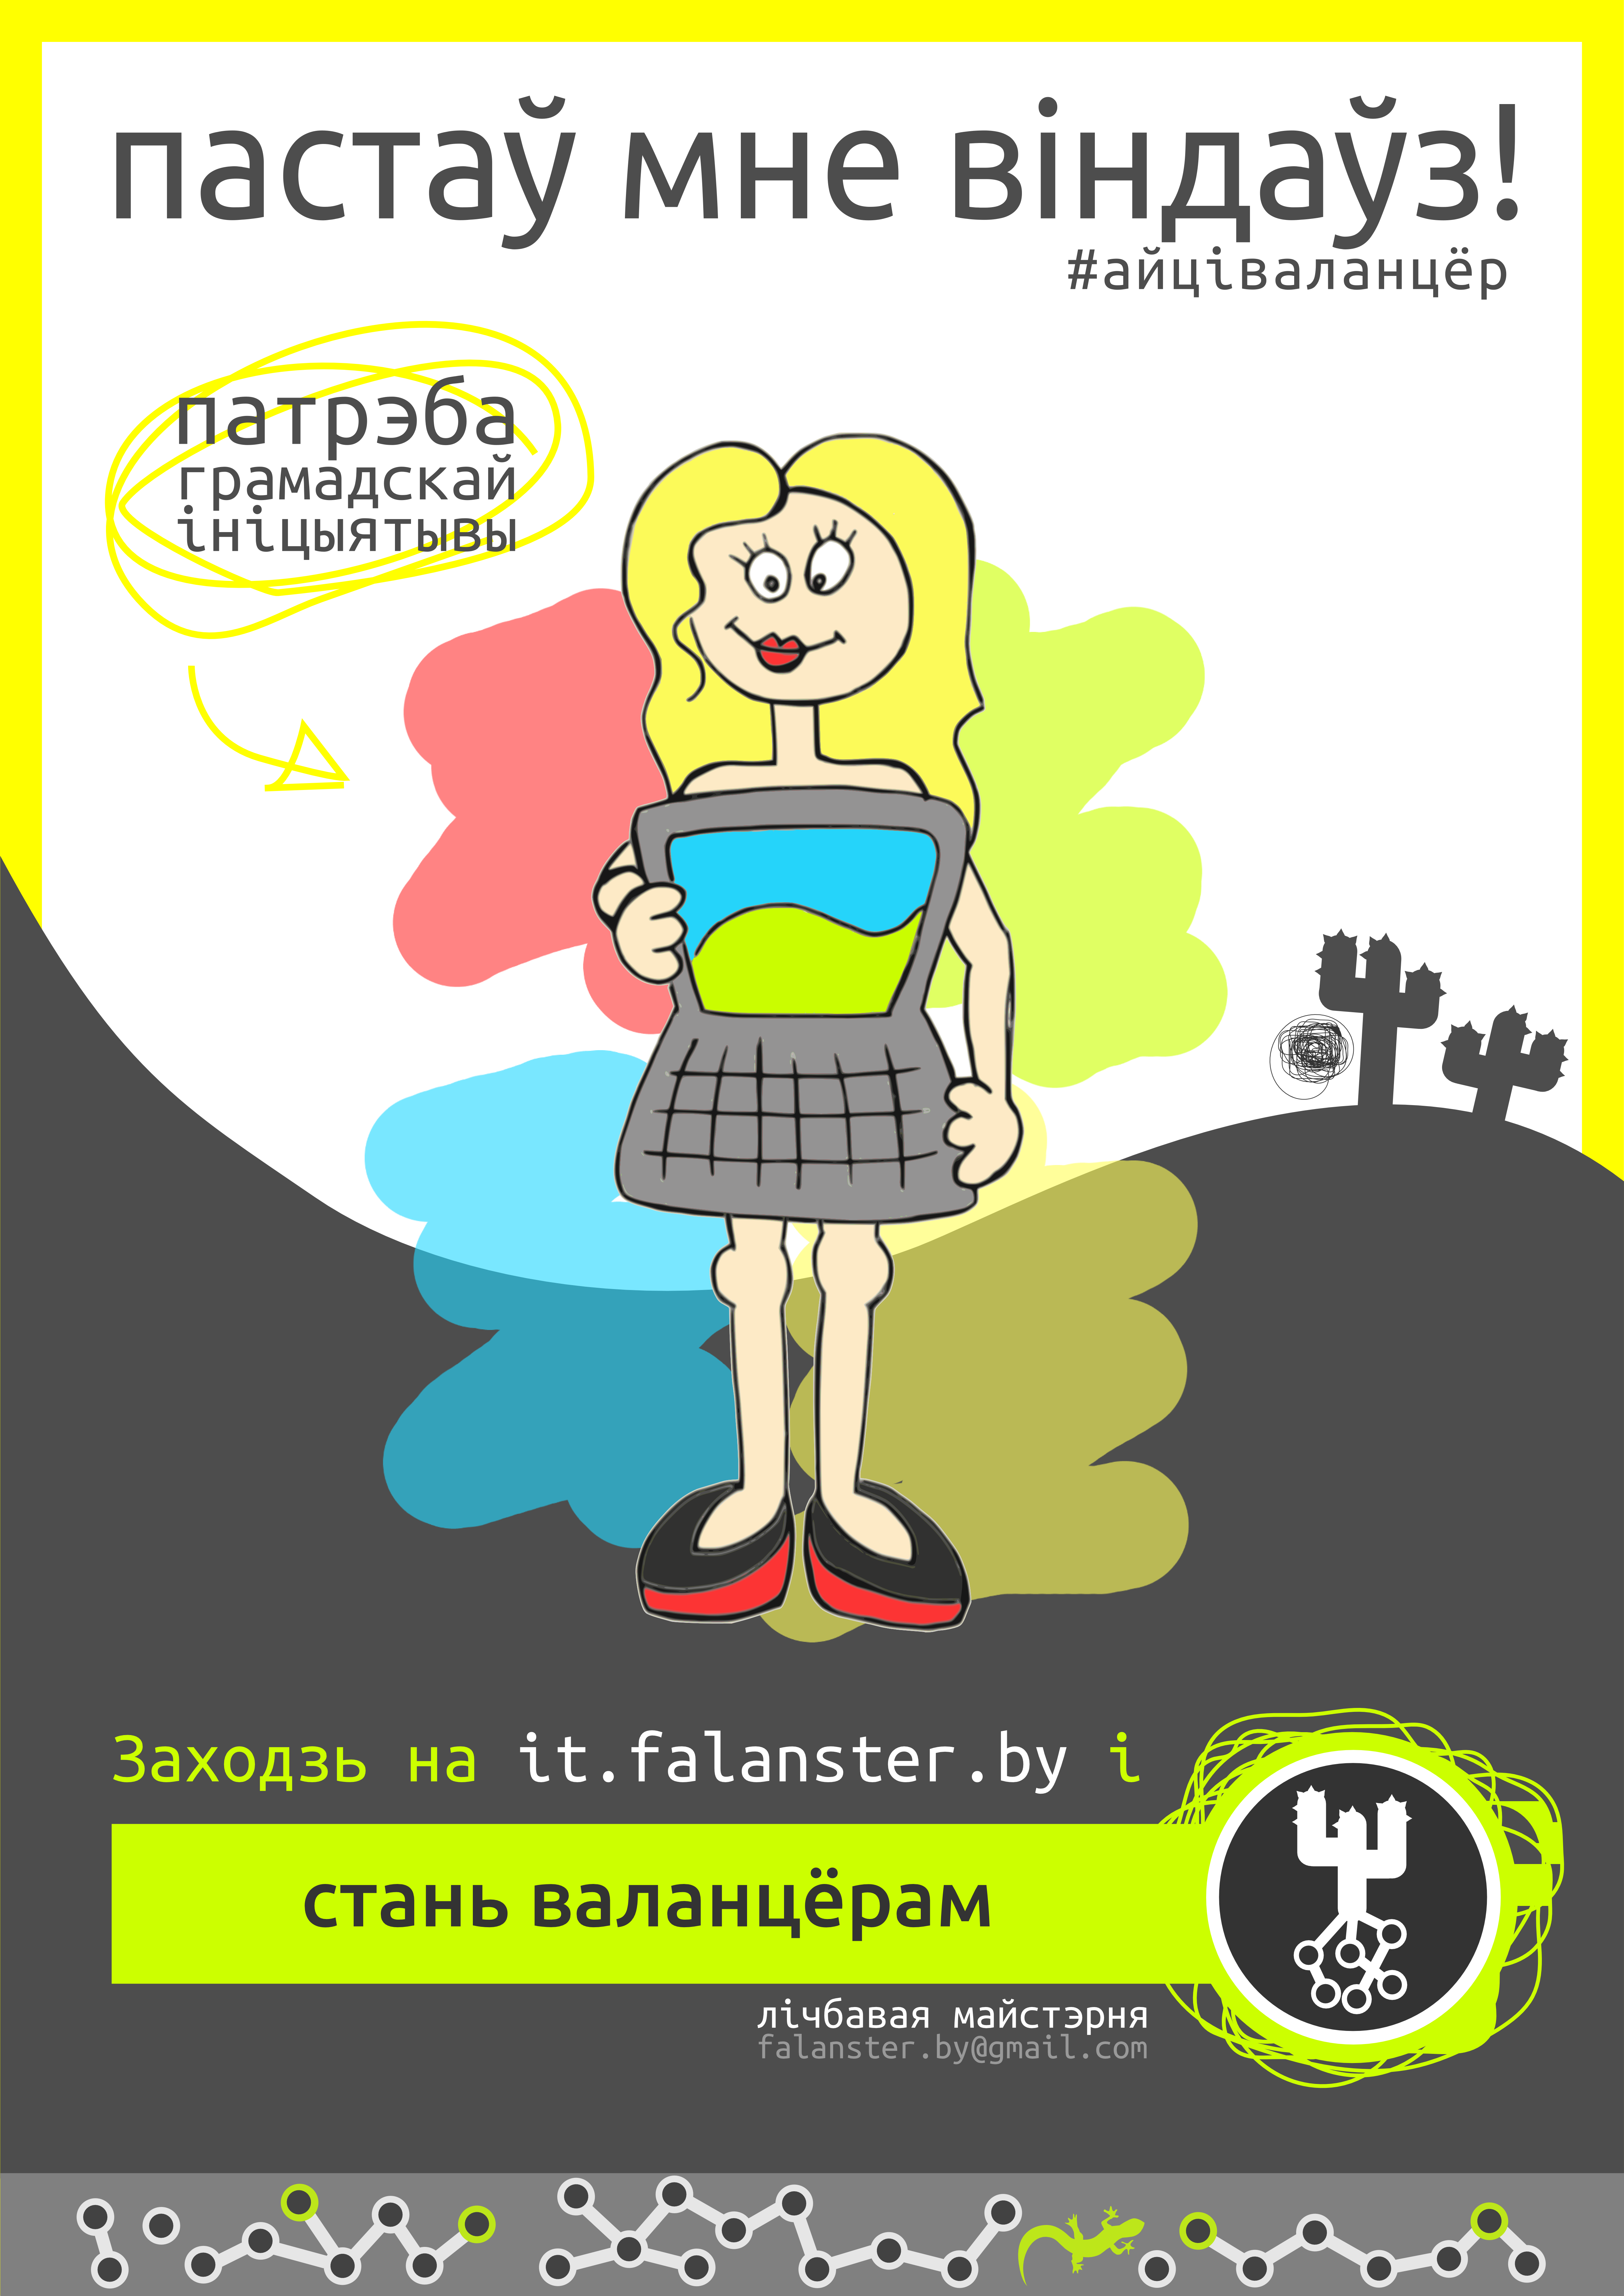 пастаў мне віндаўз!
#айціваланцёр
патрэба
грамадскай
ініцыятывы
Заходзь на it.falanster.by і
стань валанцёрам
лічбавая майстэрня
falanster.by@gmail.com